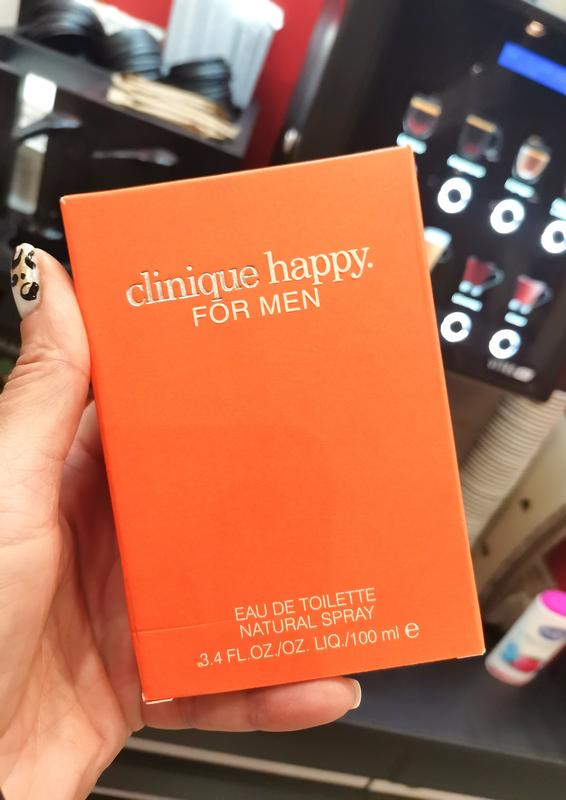 clinique happy.
FOR MEN
EAU DE TOILETTE
NATURAL SPRAY
3.4 FL.OZ./OZ. LIQ./100 ml ℮